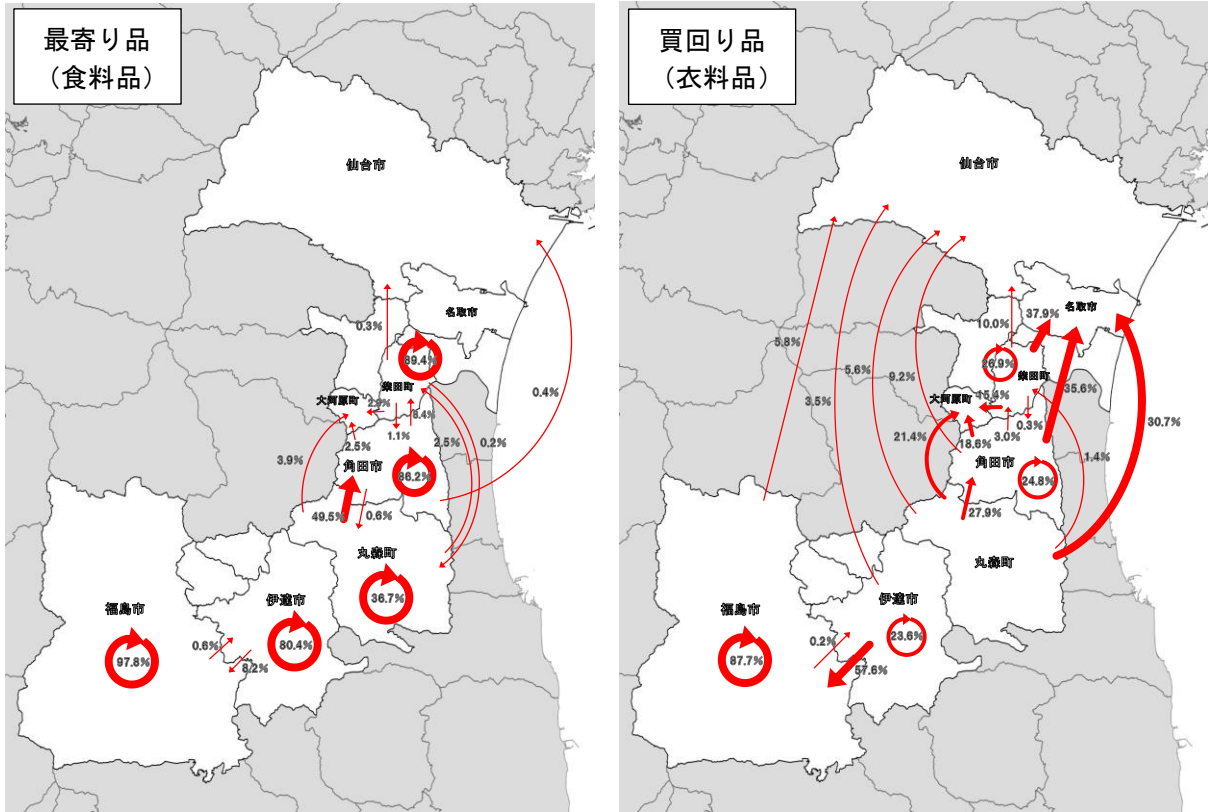 最寄り品
（食料品）
仙台市
名取市
0.3%
89.4%
柴田町
0.4%
大河原町
2.9%
8.4%
1.1%
2.5%
2.5%
0.2%
3.9%
角田市
86.2%
49.5%
0.6%
丸森町
36.7%
福島市
伊達市
0.6%
80.4%
97.8%
8.2%
買回り品
（衣料品）
仙台市
名取市
37.9%
10.0%
5.8%
5.6%
26.9%
柴田町
9.2%
35.6%
3.5%
大河原町
15.4%
0.3%
30.7%
21.4%
18.6%
3.0%
角田市
1.4%
24.8%
27.9%
丸森町
福島市
伊達市
0.2%
23.6%
87.7%
57.6%